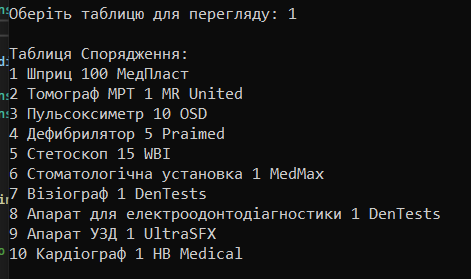 Оберіть таблицю для перегляду: 1
Таблиця Спорядження:
1 Шприц 100 МедПласт
2 Томограф МРТ 1 MR United
3 Пульсоксиметр 10 OSD
4 Дефибрилятор 5 Praimed
5 Стетоскоп 15 WBI
6 Стоматологічна установка 1 MedMax
7 Візіограф 1 DenTests
8 Апарат для електроодонтодіагностики 1 DenTests
9 Апарат УЗД 1 UltraSFX
10 Кардіограф 1 HB Medical